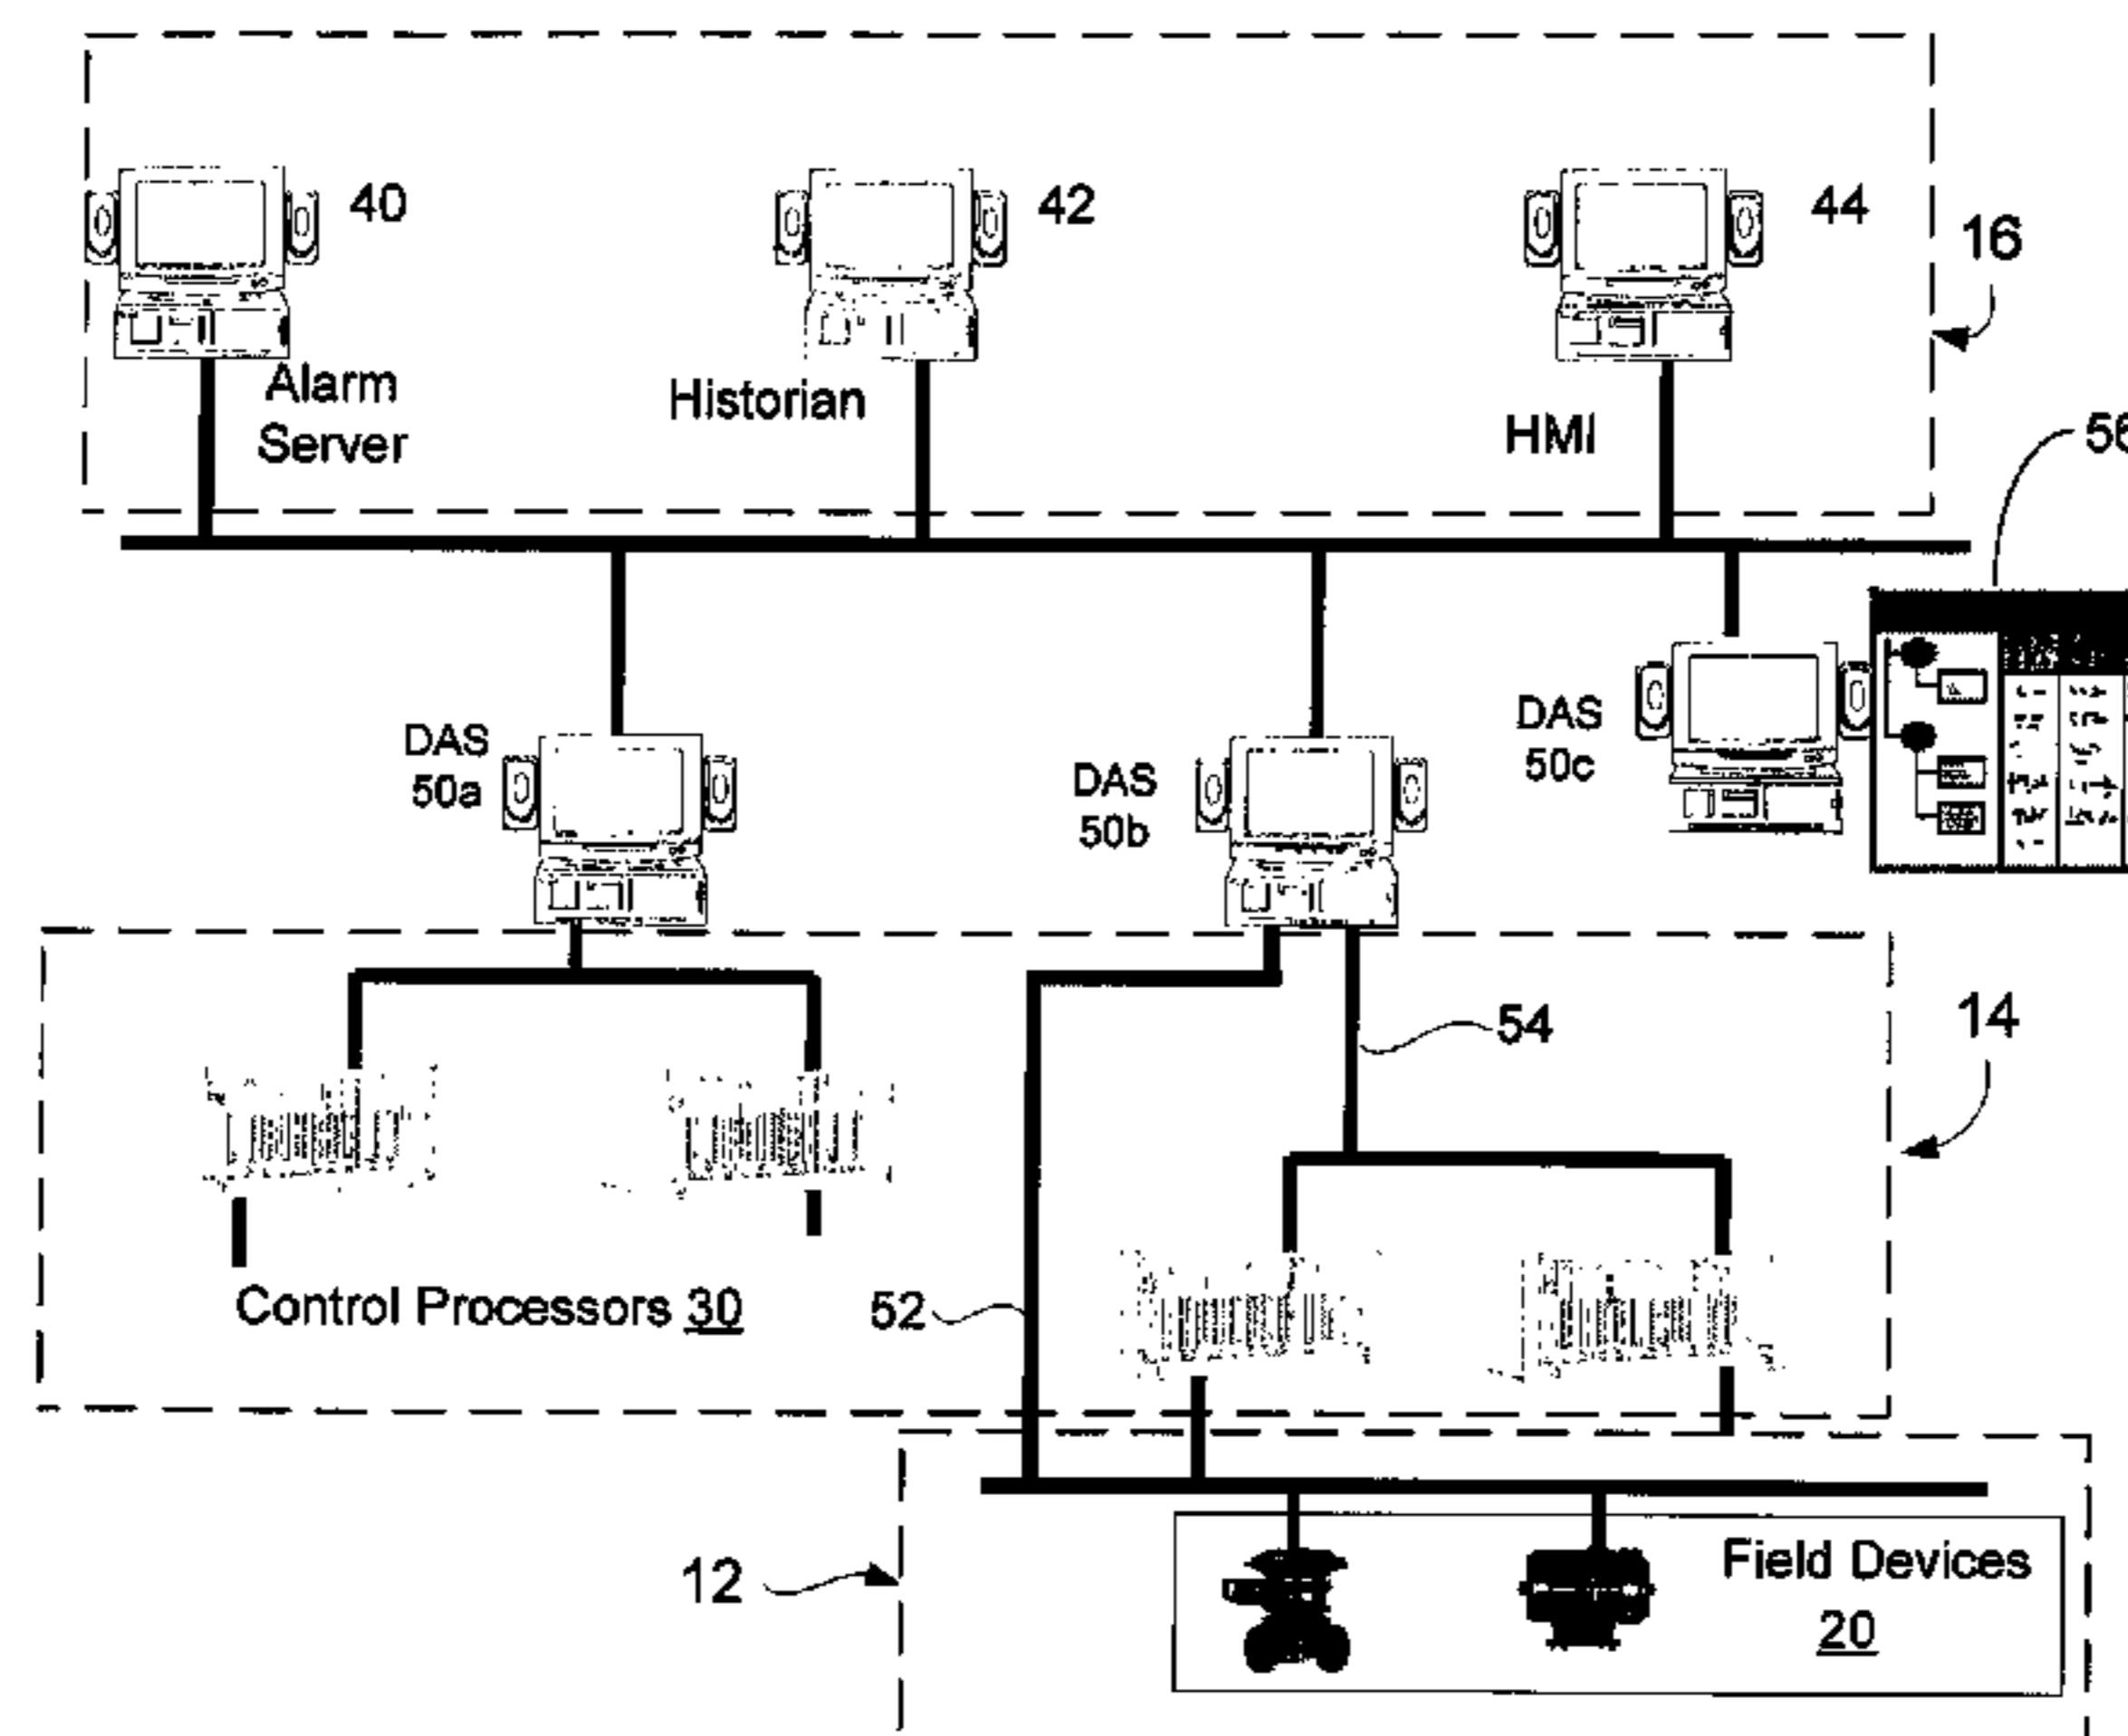 40
42
44
16
Alarm
Server
Historian
HMI
DAS
50a
DAS
50b
DAS
50c
54
14
Control Processors 30
52
12
Field Devices
20